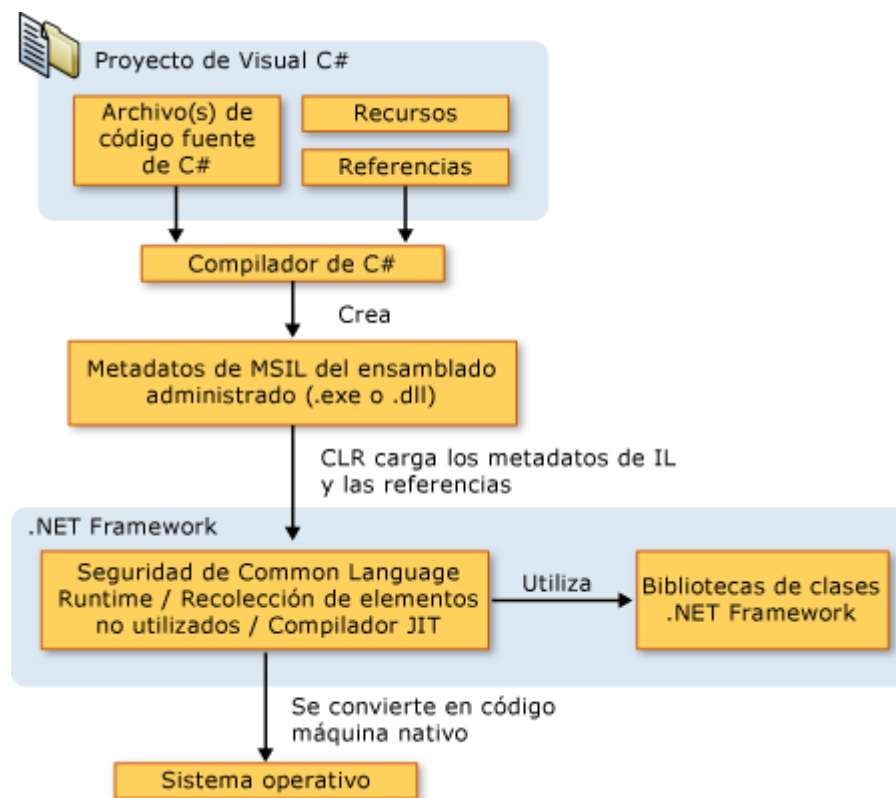 Proyecto de Visual C#
Archivo(s) de
código fuente
de C#
Recursos
Referencias
Compilador de C#
Crea
Metadatos de MSIL del ensamblado
administrado (.exe o .dll)
CLR carga los metadatos de IL
y las referencias
.NET Framework
Seguridad de Common Language
Runtime / Recolección de elementos
no utilizados / Compilador JIT
Utiliza
Bibliotecas de clases
.NET Framework
Se convierte en código
máquina nativo
Sistema operativo